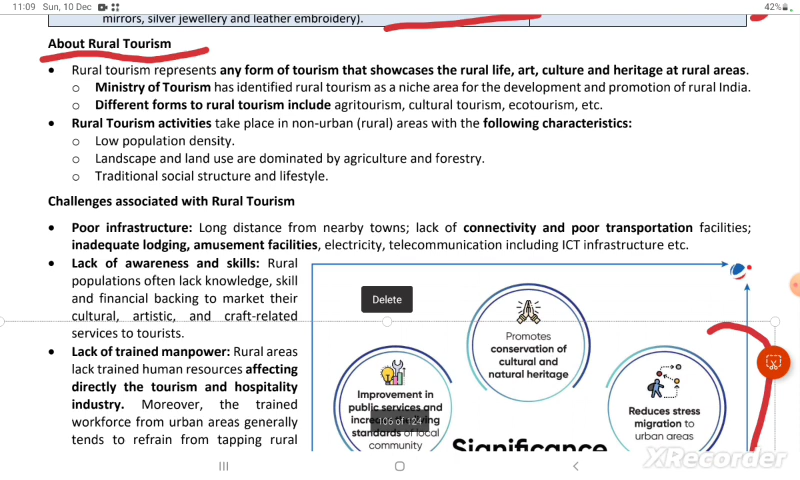 11:09 Sun, 10 Dec
42%
mirrors, silver jewellery and leather embroidery).
About Rural Tourism
• Rural tourism represents any form of tourism that showcases the rural life, art, culture and heritage at rural areas.
o Ministry of Tourism has identified rural tourism as a niche area for the development and promotion of rural India.
o Different forms to rural tourism include agritourism, cultural tourism, ecotourism, etc.
• Rural Tourism activities take place in non-urban (rural) areas with the following characteristics:
o Low population density.
o Landscape and land use are dominated by agriculture and forestry.
o Traditional social structure and lifestyle.
Challenges associated with Rural Tourism
• Poor infrastructure: Long distance from nearby towns; lack of connectivity and poor transportation facilities;
inadequate lodging, amusement facilities, electricity, telecommunication including ICT infrastructure etc.
• Lack of awareness and skills: Rural
populations often lack knowledge, skill
and financial backing to market their
cultural, artistic, and craft-related
services to tourists.
• Lack of trained manpower: Rural areas
lack trained human resources affecting
directly the tourism and hospitality
industry. Moreover, the trained
workforce from urban areas generally
tends to refrain from tapping rural
Delete
Promotes
conservation of
cultural and
natural heritage
Improvement in
public services and
standards of local
community
106 of 124
Reduces stress
migration to
urban areas
Significance
XRecorder